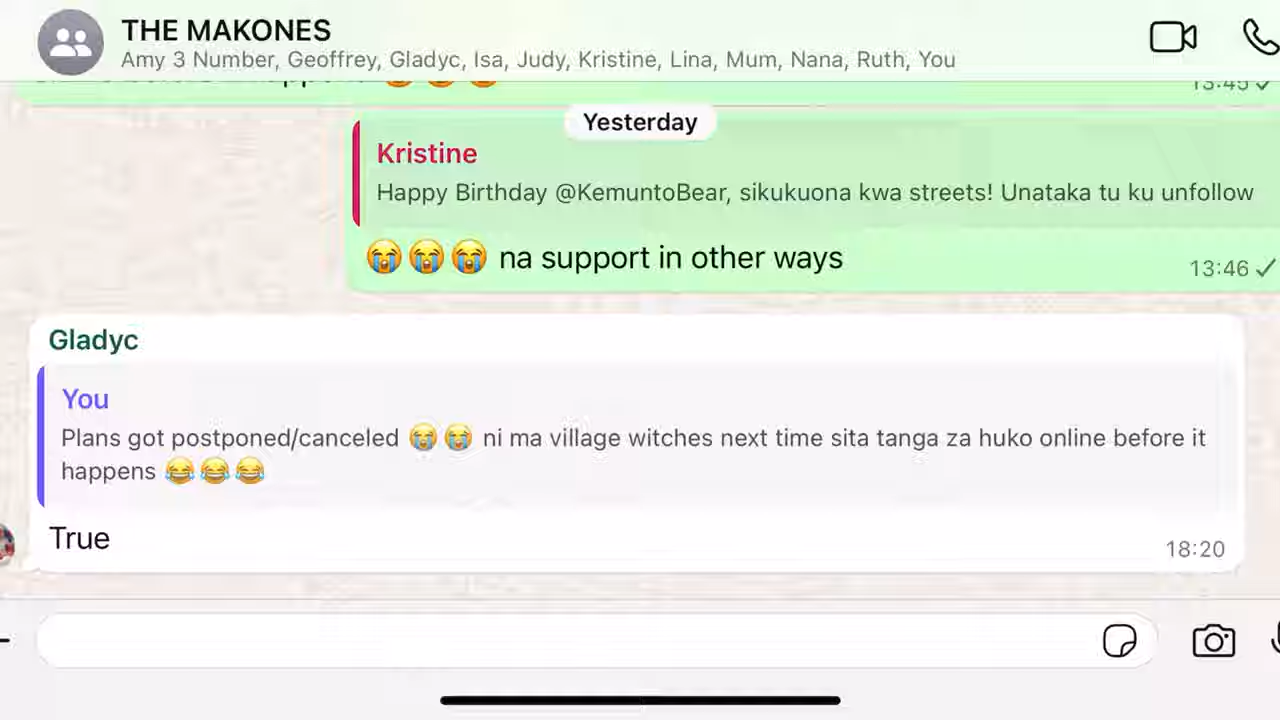 THE MAKONES
Amy 3 Number, Geoffrey, Gladyc, Isa, Judy, Kristine, Lina, Mum, Nana, Ruth, You
13:45
Yesterday
Kristine
Happy Birthday @KemuntoBear, sikukuona kwa streets! Unataka tu ku unfollow
😭😭😭 na support in other ways
13:46
Gladyc
You
Plans got postponed/canceled 😭😭 ni ma village witches next time sita tanga za huko online before it
happens 😂😂😂
True
18:20